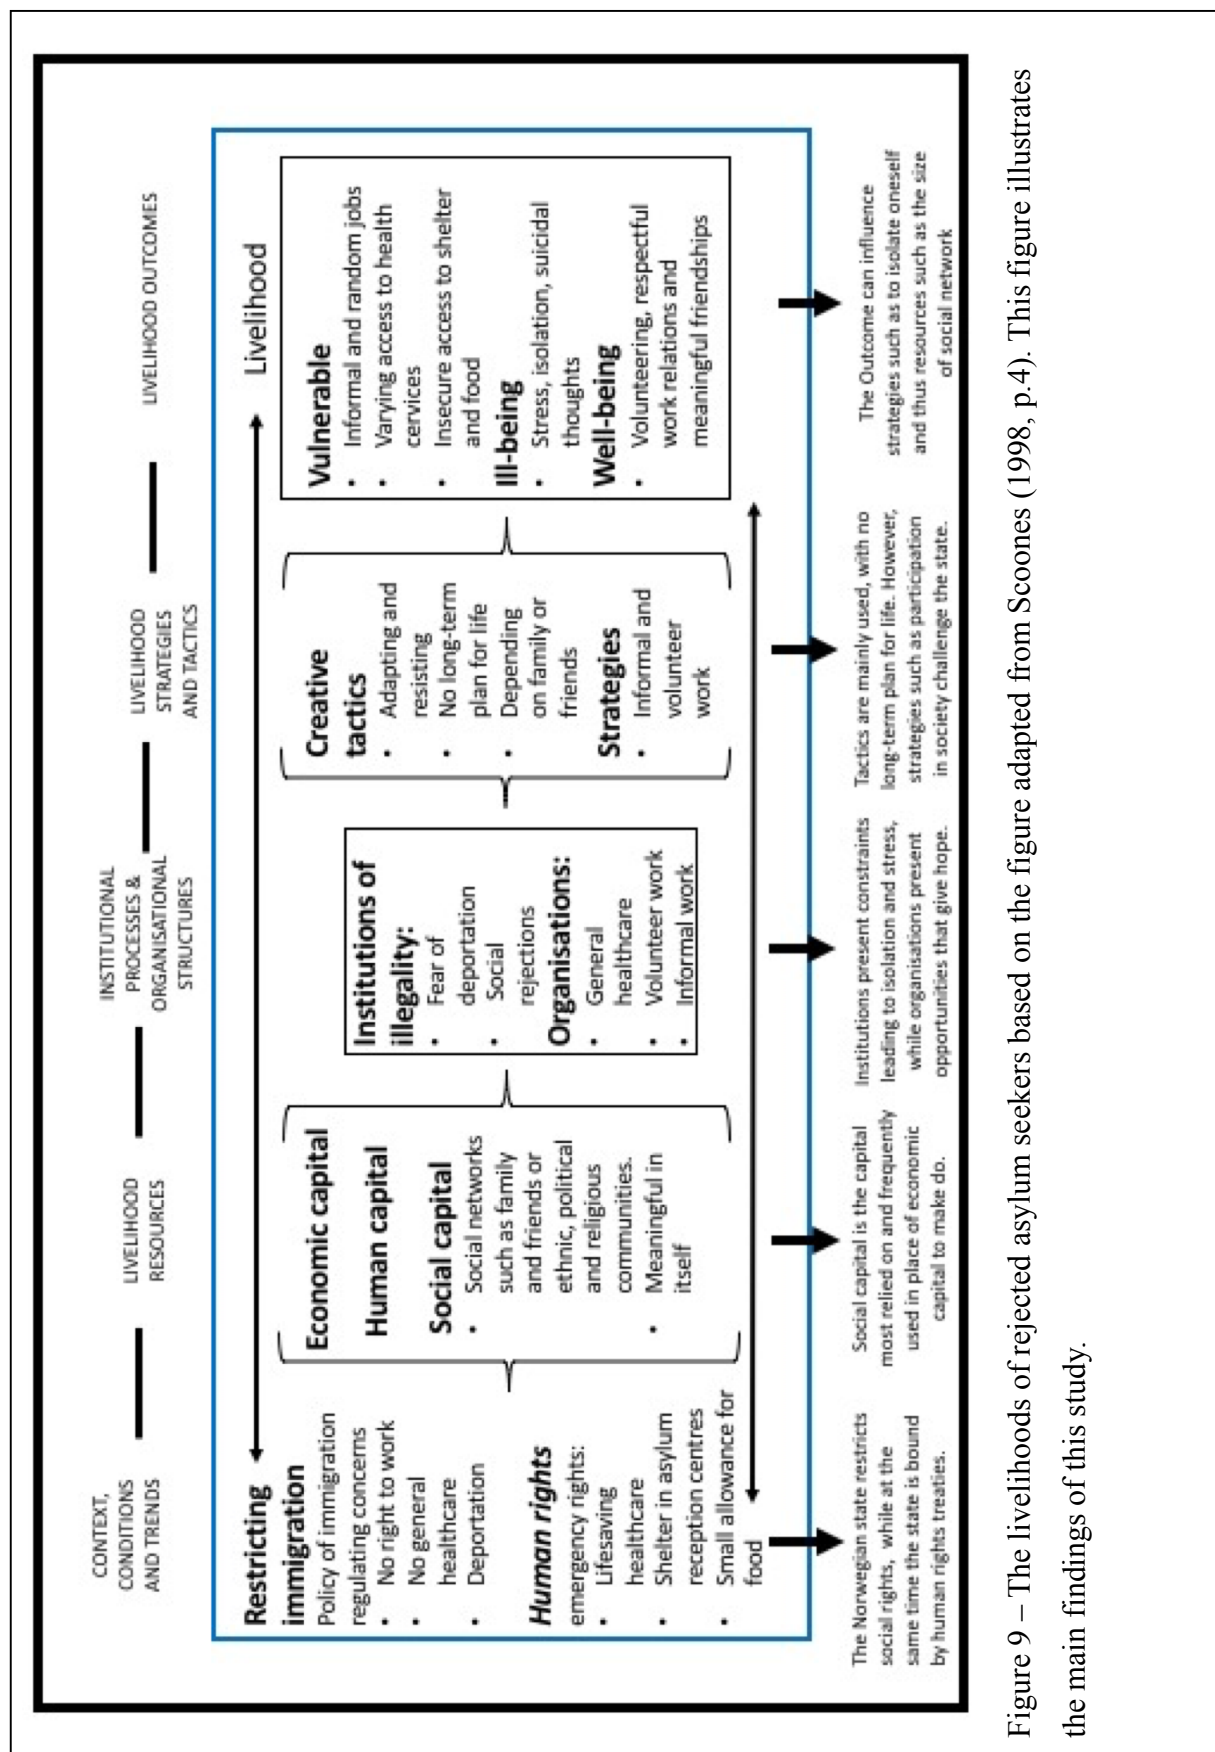 CONTEXT,
CONDITIONS
AND TRENDS
LIVELIHOOD
RESOURCES
INSTITUTIONAL
PROCESSES &
ORGANISATIONAL
STRUCTURES
LIVELIHOOD
STRATEGIES
AND TACTICS
LIVELIHOOD OUTCOMES
Restricting
immigration
Policy of immigration
regulating concerns
• No right to work
• No general
healthcare
• Deportation
Human rights
emergency rights:
• Lifesaving
healthcare
• Shelter in asylum
reception centres
• Small allowance for
food
Economic capital
Human capital
Social capital
• Social networks
such as family
and friends or
ethnic, political
and religious
communities.
• Meaningful in
itself
Institutions of
illegality:
• Fear of
deportation
• Social
rejections
Organisations:
• General
healthcare
• Volunteer work
• Informal work
Creative
tactics
• Adapting and
resisting
• No long-term
plan for life
• Depending
on family or
friends
Strategies
• Informal and
volunteer
work
Livelihood
Vulnerable
• Informal and random jobs
• Varying access to health
cervices
• Insecure access to shelter
and food
Ill-being
• Stress, isolation, suicidal
thoughts
Well-being
• Volunteering, respectful
work relations and
meaningful friendships
The Norwegian state restricts
social rights, while at the
same time the state is bound
by human rights treaties.
Social capital is the capital
most relied on and frequently
used in place of economic
capital to make do.
Institutions present constraints
leading to isolation and stress,
while organisations present
opportunities that give hope.
Tactics are mainly used, with no
long-term plan for life. However,
strategies such as participation
in society challenge the state.
The Outcome can influence
strategies such as to isolate oneself
and thus resources such as the size
of social network
Figure 9 – The livelihoods of rejected asylum seekers based on the figure adapted from Scoones (1998, p.4). This figure illustrates
the main findings of this study.